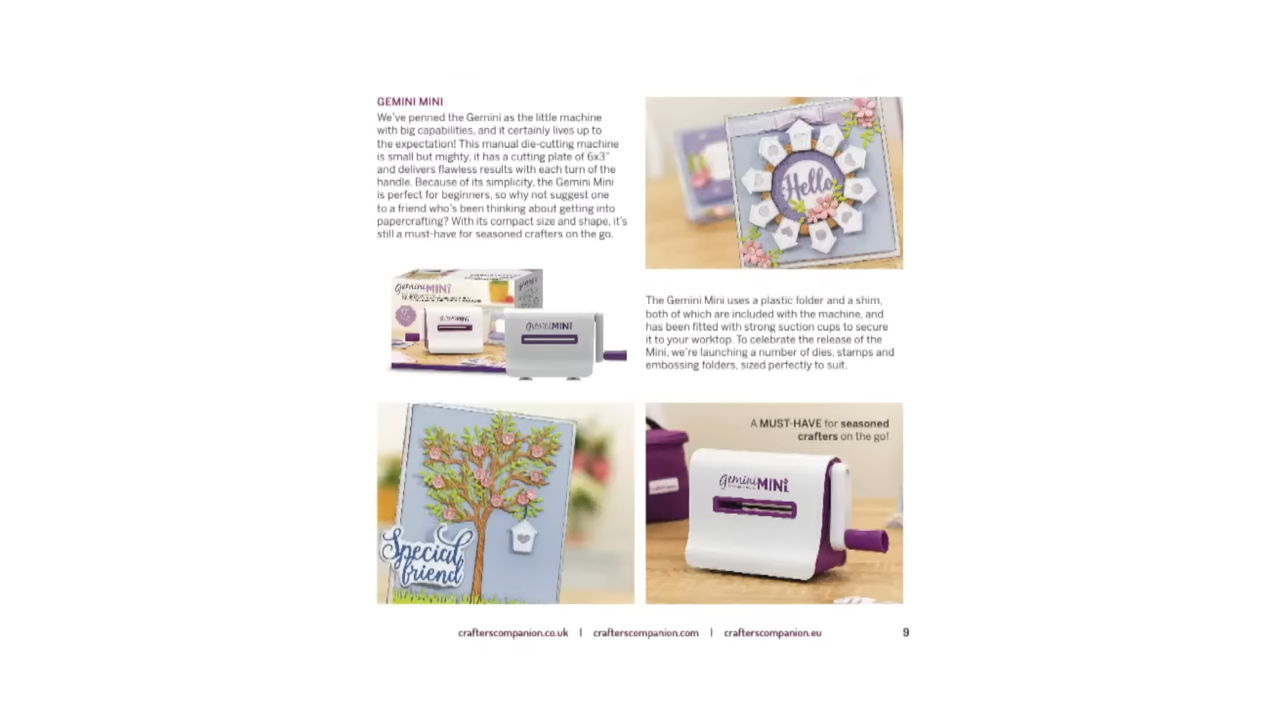 GEMINI MINI
We've penned the Gemini as the little machine
with big capabilities, and it certainly lives up to
the expectation! This manual die-cutting machine
is small but mighty, it has a cutting plate of 6x3"
and delivers flawless results with each turn of the
handle. Because of its simplicity, the Gemini Mini
is perfect for beginners, so why not suggest one
to a friend who's been thinking about getting into
papercrafting? With its compact size and shape, it's
still a must-have for seasoned crafters on the go.
Hello
geminiMINI
geminiMINI
geminiMINI
The Gemini Mini uses a plastic folder and a shim,
both of which are included with the machine, and
has been fitted with strong suction cups to secure
it to your worktop. To celebrate the release of the
Mini, we're launching a number of dies, stamps and
embossing folders, sized perfectly to suit.
Special
friend
A MUST-HAVE for seasoned
crafters on the go!
geminiMINI
crafterscompanion.co.uk | crafterscompanion.com | crafterscompanion.eu
9